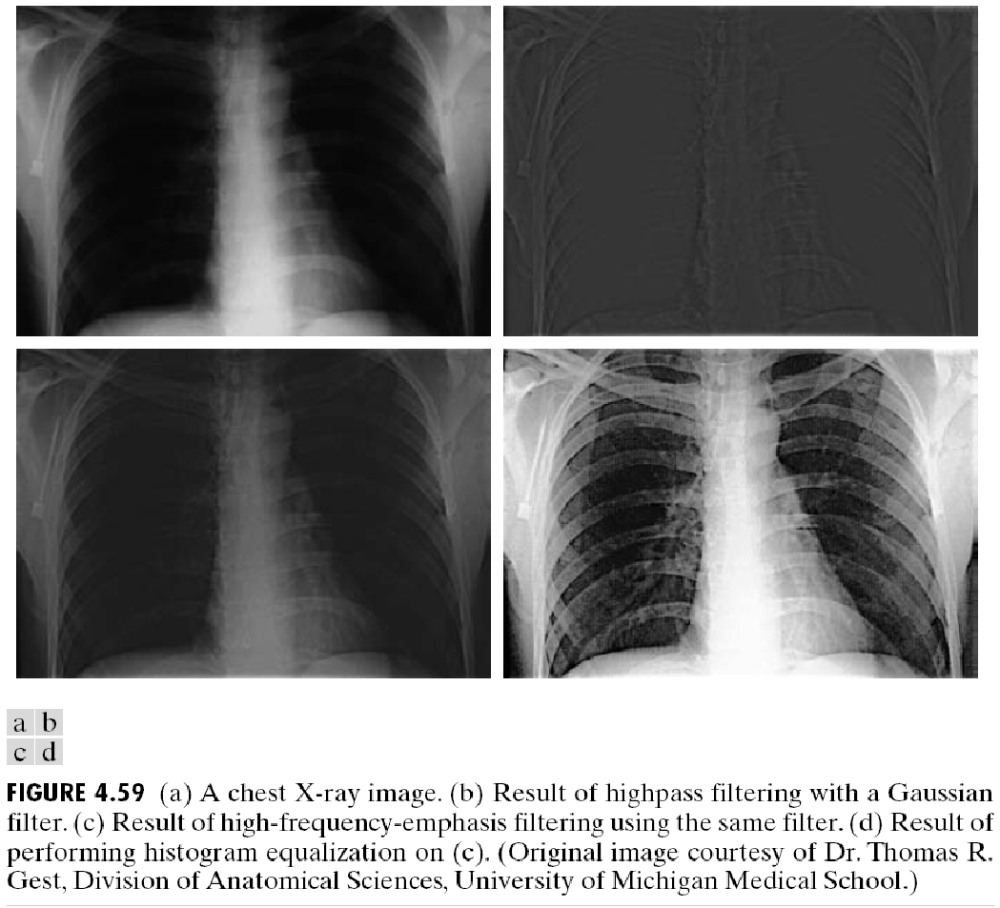 a b
c d
FIGURE 4.59 (a) A chest X-ray image. (b) Result of highpass filtering with a Gaussian
filter. (c) Result of high-frequency-emphasis filtering using the same filter. (d) Result of
performing histogram equalization on (c). (Original image courtesy of Dr. Thomas R.
Gest, Division of Anatomical Sciences, University of Michigan Medical School.)